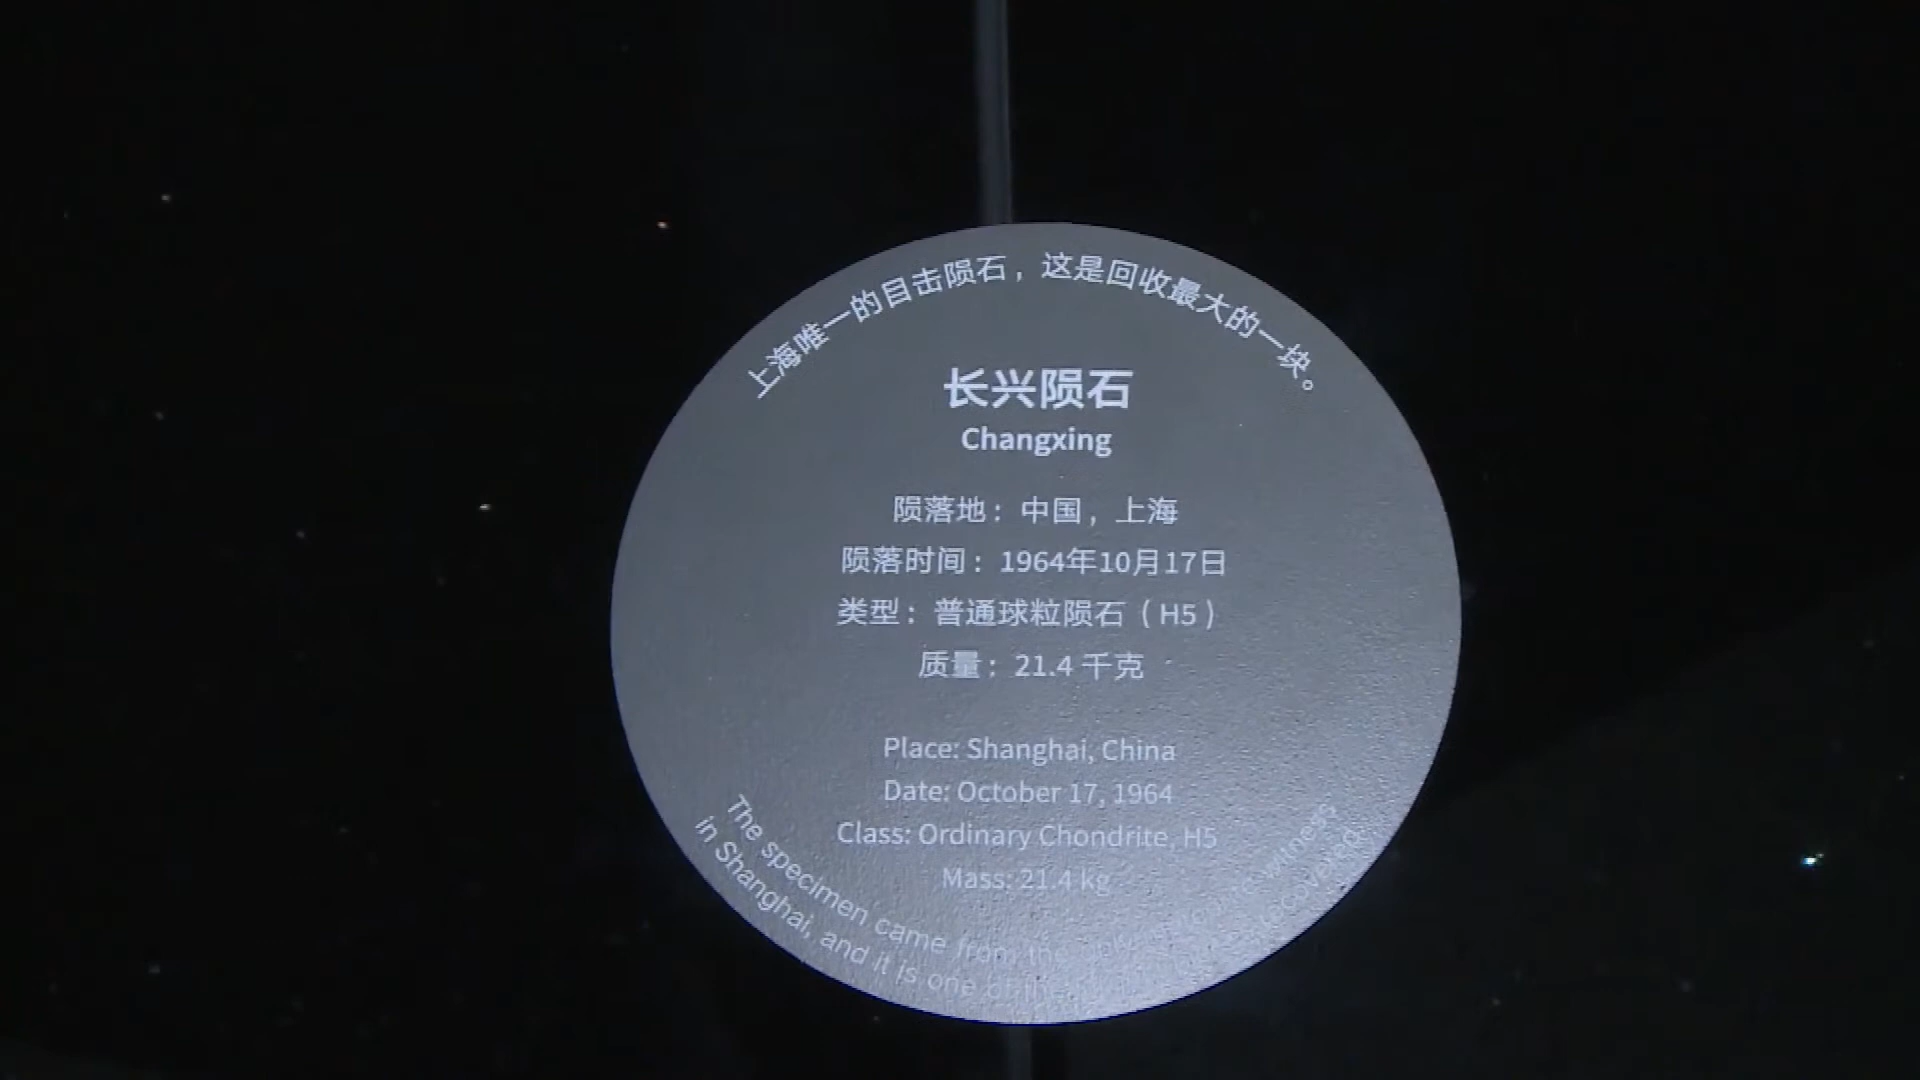 上海唯一的目击陨石，这是回收最大的一块。
长兴陨石
Changxing
陨落地：中国，上海
陨落时间：1964年10月17日
类型：普通球粒陨石（H5）
质量：21.4 千克
Place: Shanghai, China
Date: October 17, 1964
Class: Ordinary Chondrite, H5
Mass: 21.4 kg
The specimen came from the witness
in Shanghai, and it is one of the recovered.